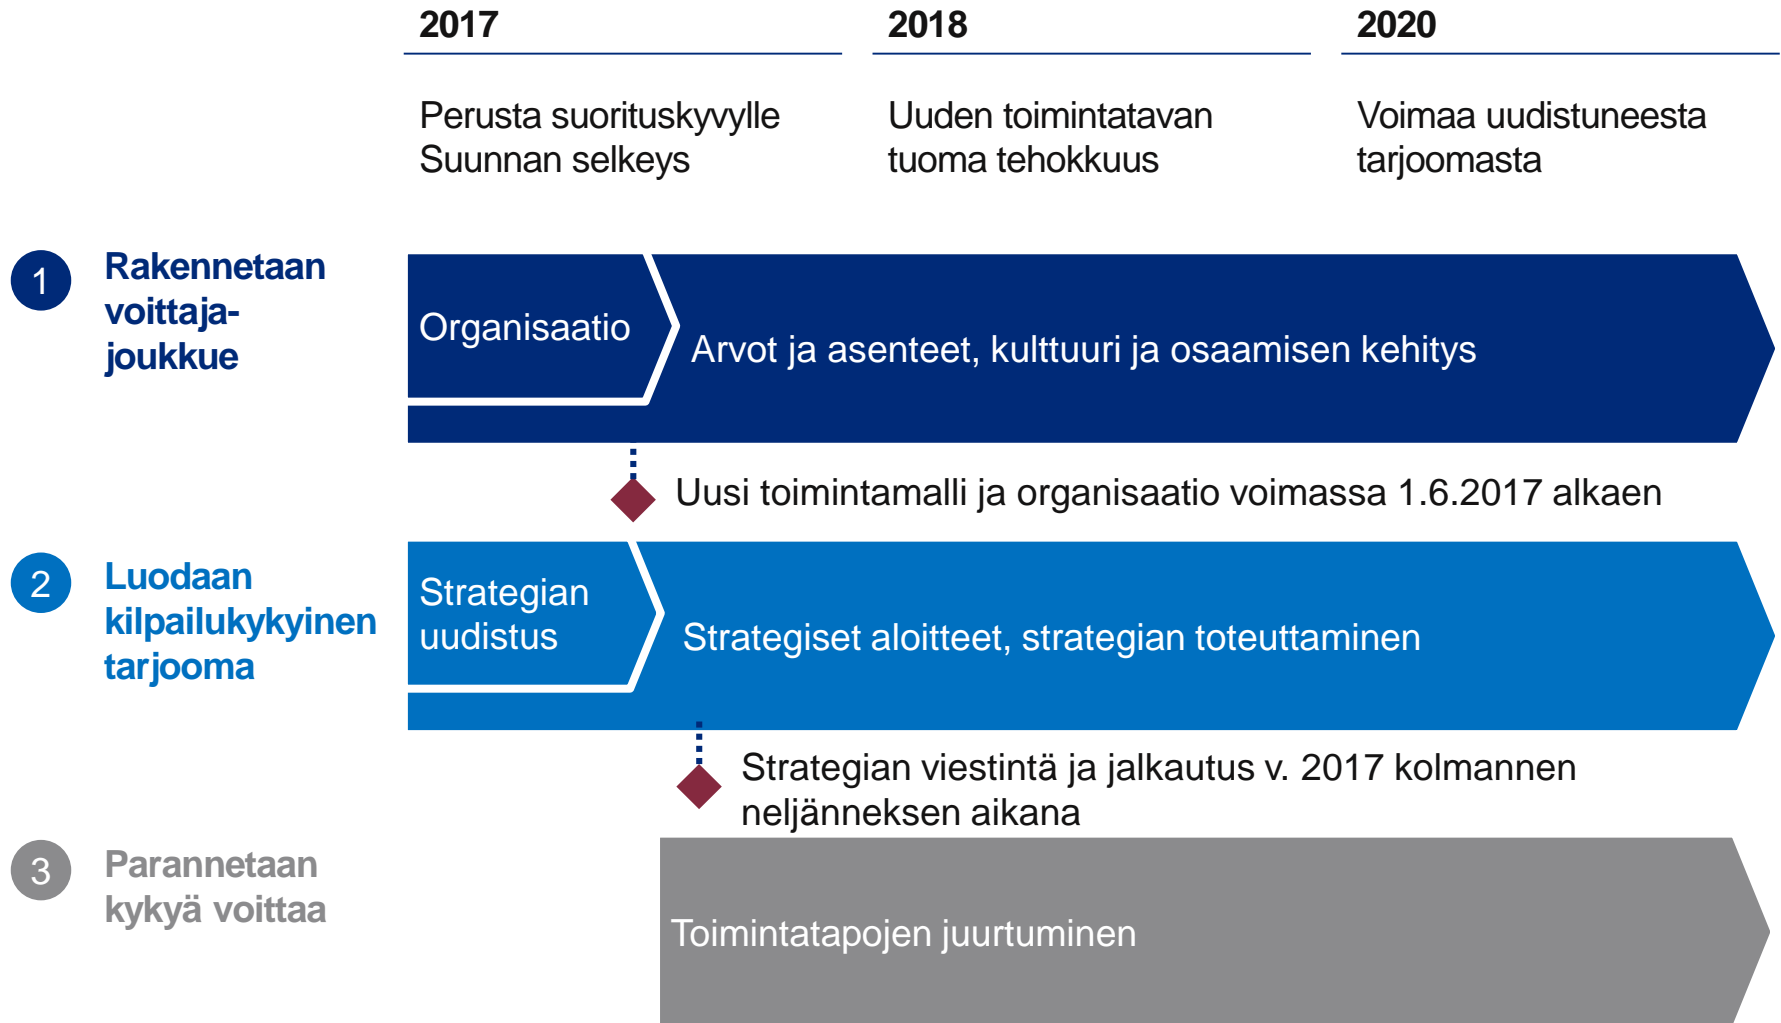 2017
2018
2020
Perusta suorituskyvylle
Suunnan selkeys
Uuden toimintatavan
tuoma tehokkuus
Voimaa uudistuneesta
tarjoomasta
1
Rakennetaan
voittaja-
joukkue
Organisaatio
Arvot ja asenteet, kulttuuri ja osaamisen kehitys
Uusi toimintamalli ja organisaatio voimassa 1.6.2017 alkaen
2
Luodaan
kilpailukykyinen
tarjooma
Strategian
uudistus
Strategiset aloitteet, strategian toteuttaminen
Strategian viestintä ja jalkautus v. 2017 kolmannen
neljänneksen aikana
3
Parannetaan
kykyä voittaa
Toimintatapojen juurtuminen